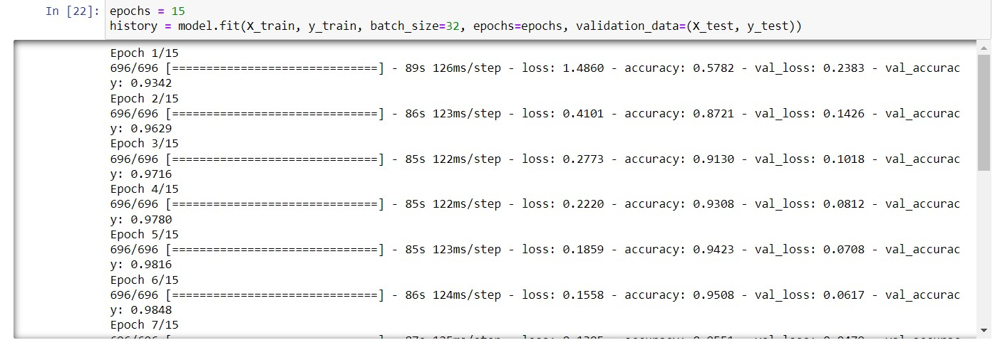 In [22]: epochs = 15
history = model.fit(X_train, y_train, batch_size=32, epochs=epochs, validation_data=(X_test, y_test))
Epoch 1/15
696/696 [==============================] - 89s 126ms/step - loss: 1.4860 - accuracy: 0.5782 - val_loss: 0.2383 - val_accurac
y: 0.9342
Epoch 2/15
696/696 [==============================] - 86s 123ms/step - loss: 0.4101 - accuracy: 0.8721 - val_loss: 0.1426 - val_accurac
y: 0.9629
Epoch 3/15
696/696 [==============================] - 85s 122ms/step - loss: 0.2773 - accuracy: 0.9130 - val_loss: 0.1018 - val_accurac
y: 0.9716
Epoch 4/15
696/696 [==============================] - 85s 122ms/step - loss: 0.2220 - accuracy: 0.9308 - val_loss: 0.0812 - val_accurac
y: 0.9780
Epoch 5/15
696/696 [==============================] - 85s 123ms/step - loss: 0.1859 - accuracy: 0.9423 - val_loss: 0.0708 - val_accurac
y: 0.9816
Epoch 6/15
696/696 [==============================] - 86s 124ms/step - loss: 0.1558 - accuracy: 0.9508 - val_loss: 0.0617 - val_accurac
y: 0.9848
Epoch 7/15